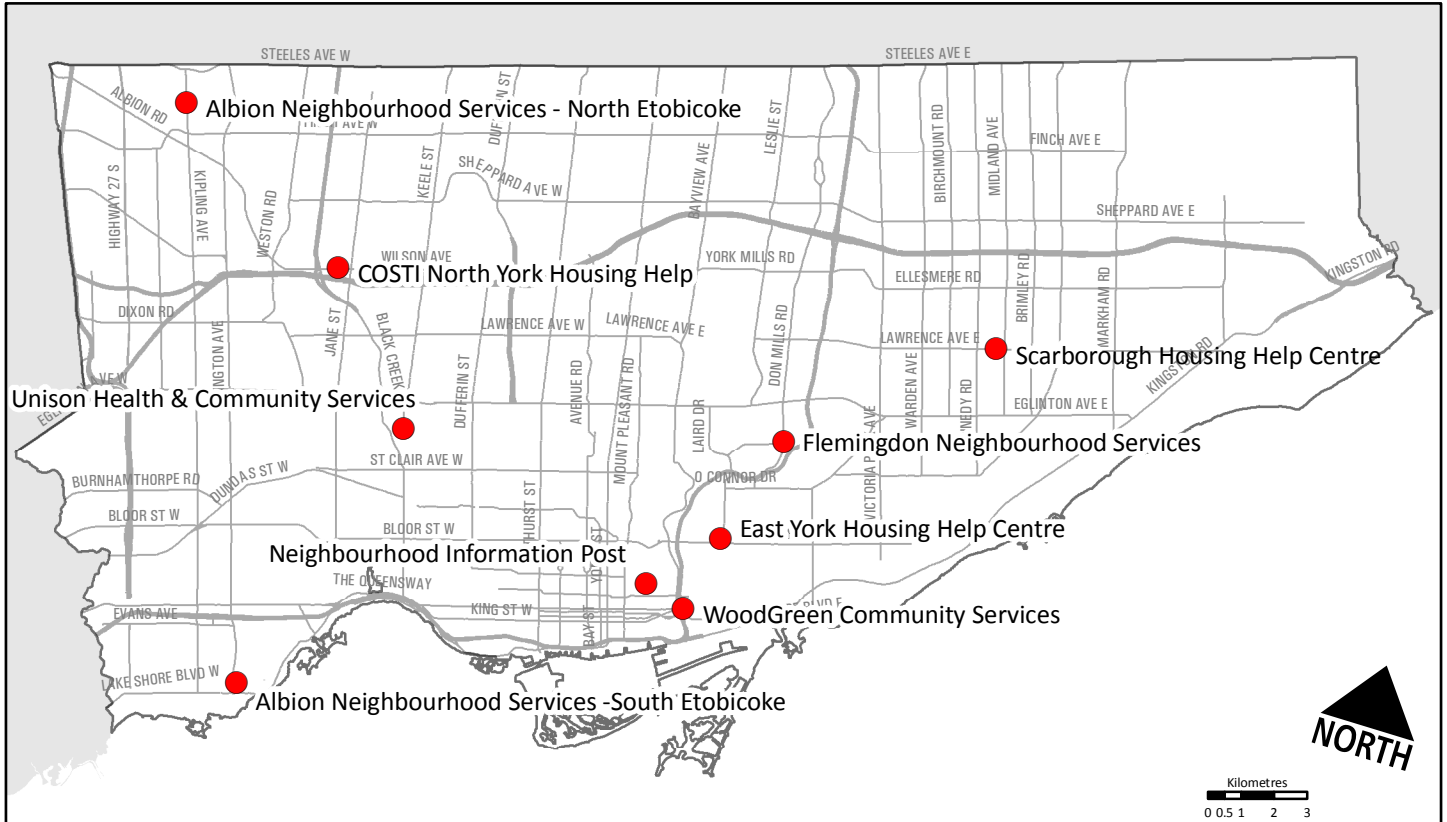 STEELES AVE W
STEELES AVE E
ALBION RD
Albion Neighbourhood Services - North Etobicoke
AVE W
LESLIE ST
BIRCHMOUNT RD
MIDLAND AVE
FINCH AVE E
KEELE ST
SHEPPARD AVE W
BAYVIEW AVE
HIGHWAY 27 S
KIPLING AVE
WESTON RD
SHEPPARD AVE E
WILSON AVE
COSTI North York Housing Help
YORK MILLS RD
ELLESMERE RD
BRIMLEY RD
MARKHAM RD
KINGSTON RD
DIXON RD
JANE ST
BLACK CREEK
LAWRENCE AVE W
LAWRENCE AVE E
DON MILLS RD
LAWRENCE AVE E
Scarborough Housing Help Centre
Unison Health & Community Services
DUFFERIN ST
AVENUE RD
MOUNT PLEASANT RD
LAIRD DR
WARDEN AVE
EGLINTON AVE E
Flemingdon Neighbourhood Services
ST CLAIR AVE W
O CONNOR DR
BURNHAMTHORPE RD
DUNDAS ST W
BLOOR ST W
BLOOR ST W
East York Housing Help Centre
Neighbourhood Information Post
THE QUEENSWAY
EVANS AVE
KING ST W
BAY ST
WoodGreen Community Services
LAKE SHORE BLVD W
Albion Neighbourhood Services -South Etobicoke
NORTH
Kilometres
0 0.5 1 2 3